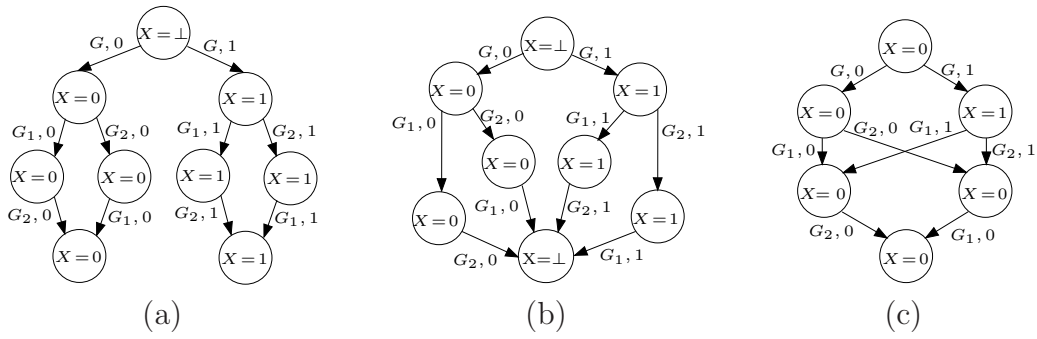 X=⊥
G, 0
G, 1
X=0
X=1
G₁, 0
G₂, 0
G₁, 1
G₂, 1
X=0
X=0
X=1
X=1
G₂, 0
G₁, 0
G₂, 1
G₁, 1
X=0
X=1
(a)
X=⊥
G, 0
G, 1
X=0
X=1
G₁, 0
G₂, 0
G₁, 1
G₂, 1
X=0
X=1
X=0
X=1
G₁, 0
G₂, 1
G₂, 0
G₁, 1
X=⊥
(b)
X=0
G, 0
G, 1
X=0
X=1
G₁, 0
G₂, 0
G₁, 1
G₂, 1
X=0
X=0
G₂, 0
G₁, 0
X=0
(c)